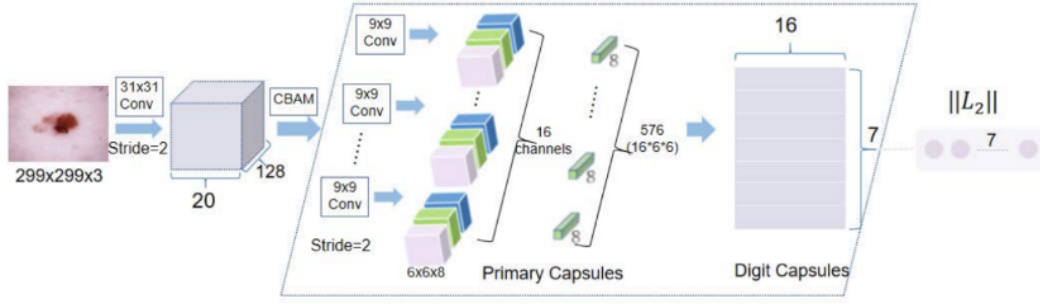 299x299x3
31x31
Conv
Stride=2
20
128
CBAM
9x9
Conv
9x9
Conv
9x9
Conv
Stride=2
6x6x8
16
channels
8
8
8
576
(16*6*6)
Primary Capsules
16
7
Digit Capsules
||L₂||
7